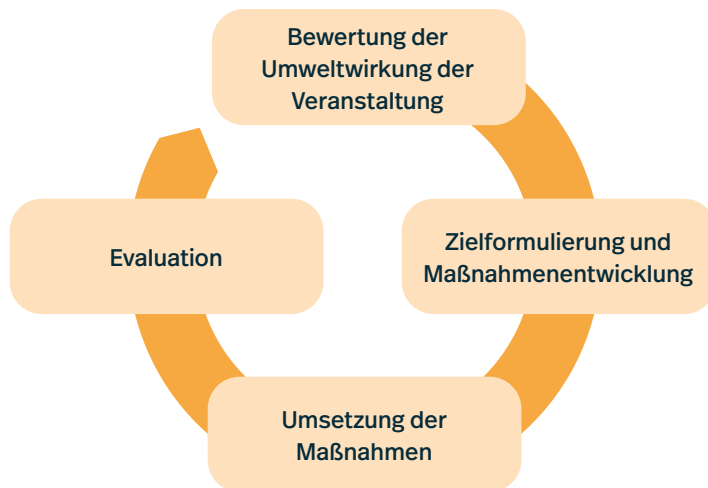 Bewertung der
Umweltwirkung der
Veranstaltung
Zielformulierung und
Maßnahmenentwicklung
Umsetzung der
Maßnahmen
Evaluation